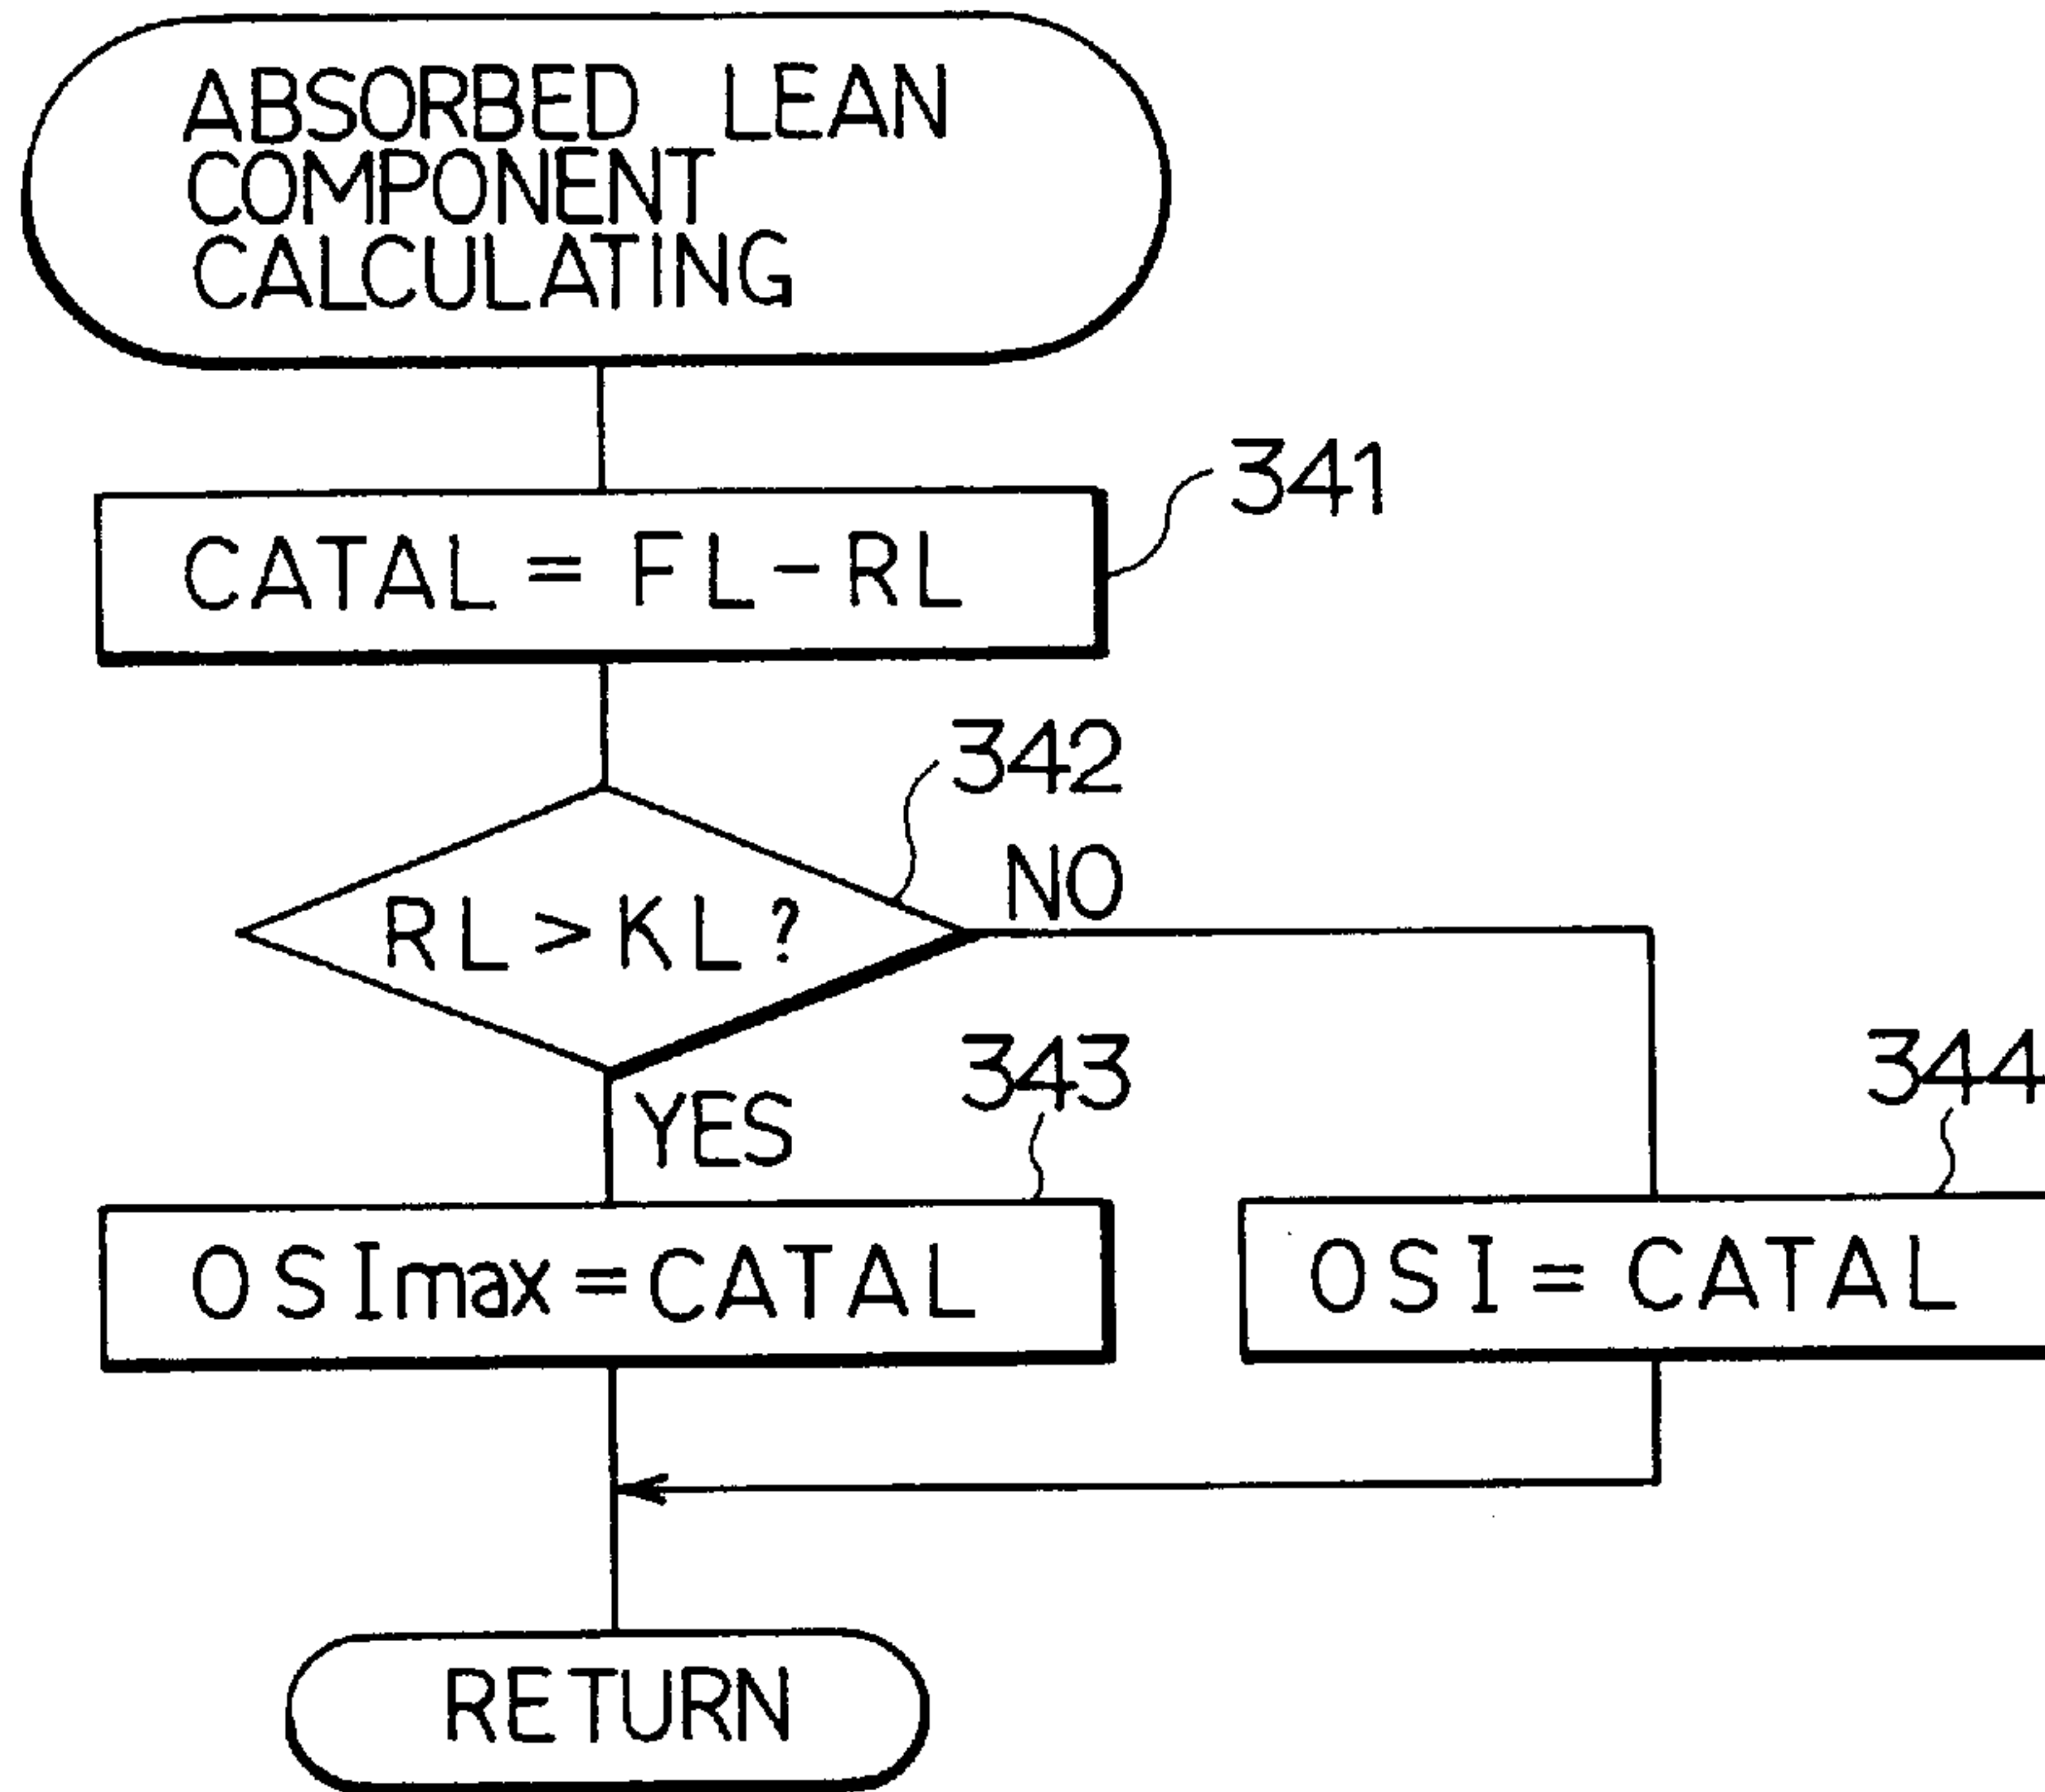 ABSORBED LEAN
COMPONENT
CALCULATING
341
CATAL = FL - RL
342
RL > KL ?
NO
YES
343
344
OSImax = CATAL
OSI = CATAL
RETURN